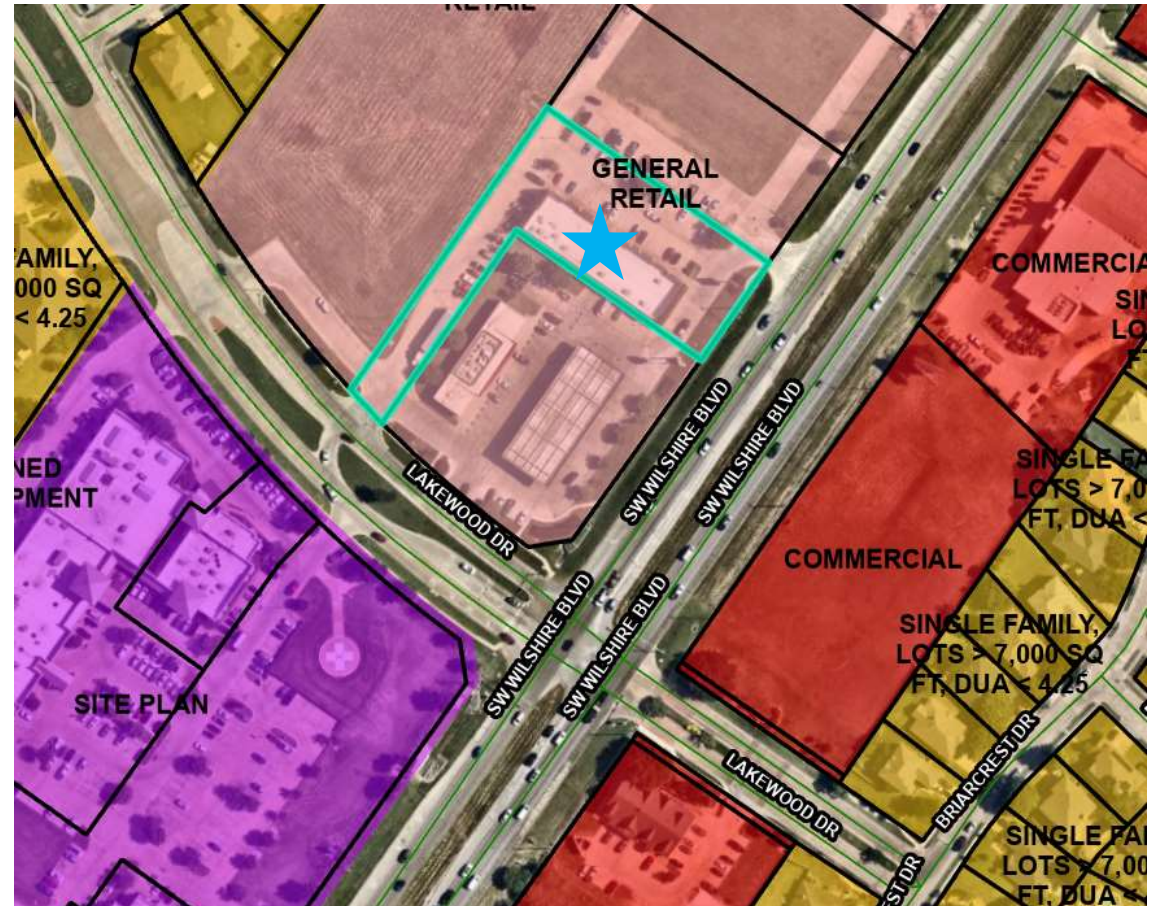 RETAIL
GENERAL
RETAIL
COMMERCIA
SIN
LO
FT
FAMILY,
000 SQ
< 4.25
NED
PMENT
SW WILSHIRE BLVD
SW WILSHIRE BLVD
SINGLE FA
LOTS > 7,0
FT, DUA <
LAKEWOOD DR
COMMERCIAL
SW WILSHIRE BLVD
SW WILSHIRE BLVD
SINGLE FAMILY,
LOTS > 7,000 SQ
FT, DUA < 4.25
SITE PLAN
LAKEWOOD DR
BRIARCREST DR
SINGLE FAI
LOTS > 7,00
FT, DUA <
ST DR